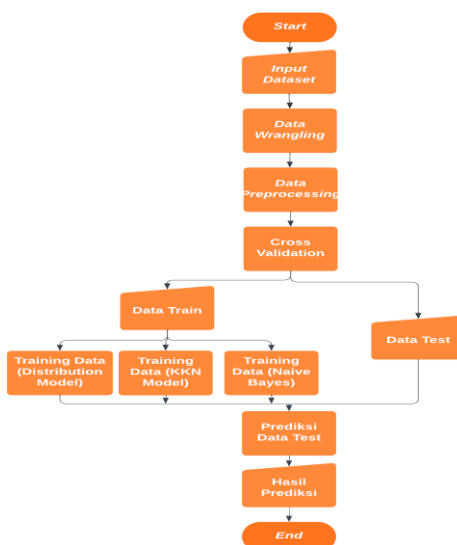 Start
Input
Dataset
Data
Wrangling
Data
Preprocessing
Cross
Validation
Data Train
Data Test
Training Data
(Distribution
Model)
Training
Data (KKN
Model)
Training
Data (Naive
Bayes)
Prediksi
Data Test
Hasil
Prediksi
End